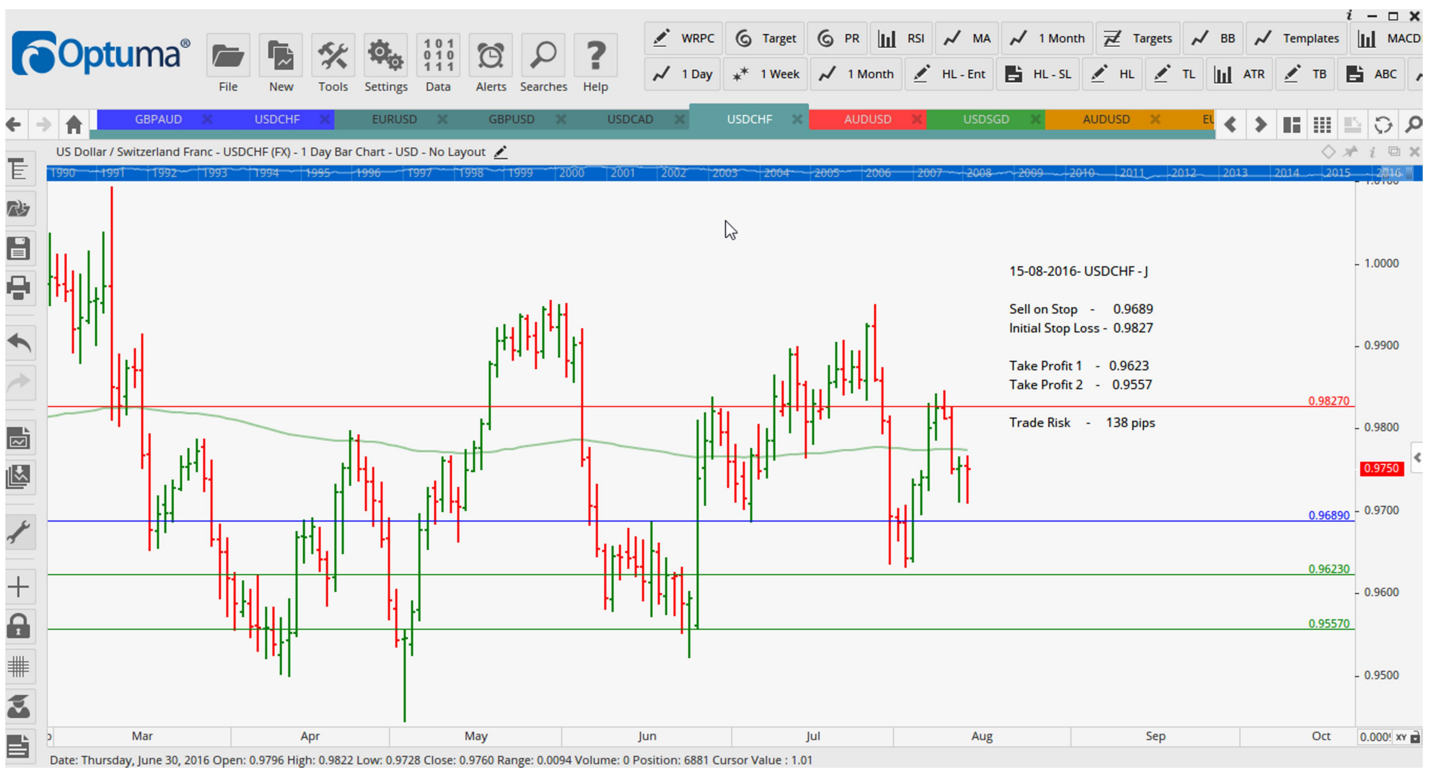 i
Optuma®
File
New
Tools
Settings
101
010
111
Data
Alerts
Searches
?
Help
WRPC
Target
PR
RSI
MA
1 Month
Targets
BB
Templates
MACD
1 Day
1 Week
1 Month
HL - Ent
HL - SL
HL
TL
ATR
TB
ABC
GBPAUD
USDCHF
EURUSD
GBPUSD
USDCAD
USDCHF
AUDUSD
USDSGD
AUDUSD
EU
US Dollar / Switzerland Franc - USDCHF (FX) - 1 Day Bar Chart - USD - No Layout
1990 1991 1992 1993 1994 1995 1996 1997 1998 1999 2000 2001 2002 2003 2004 2005 2006 2007 2008 2009 2010 2011 2012 2013 2014 2015 2016
1.0100
15-08-2016- USDCHF - J
1.0000
Sell on Stop - 0.9689
Initial Stop Loss - 0.9827
0.9900
Take Profit 1 - 0.9623
Take Profit 2 - 0.9557
0.98270
Trade Risk - 138 pips
0.9800
0.9750
0.9700
0.96890
0.96230
0.9600
0.95570
0.9500
Mar Apr May Jun Jul Aug Sep Oct
XY
Date: Thursday, June 30, 2016 Open: 0.9796 High: 0.9822 Low: 0.9728 Close: 0.9760 Range: 0.0094 Volume: 0 Position: 6881 Cursor Value : 1.01